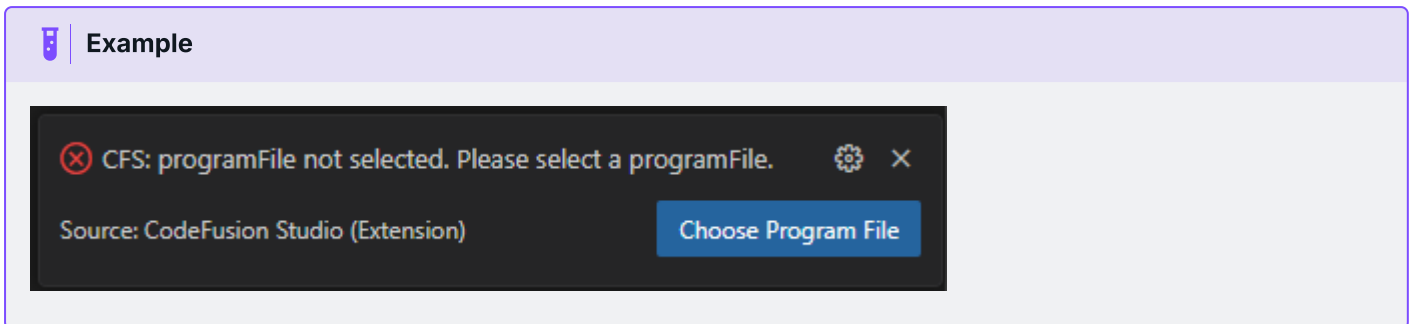 Example
CFS: programFile not selected. Please select a programFile.
Source: CodeFusion Studio (Extension)
Choose Program File